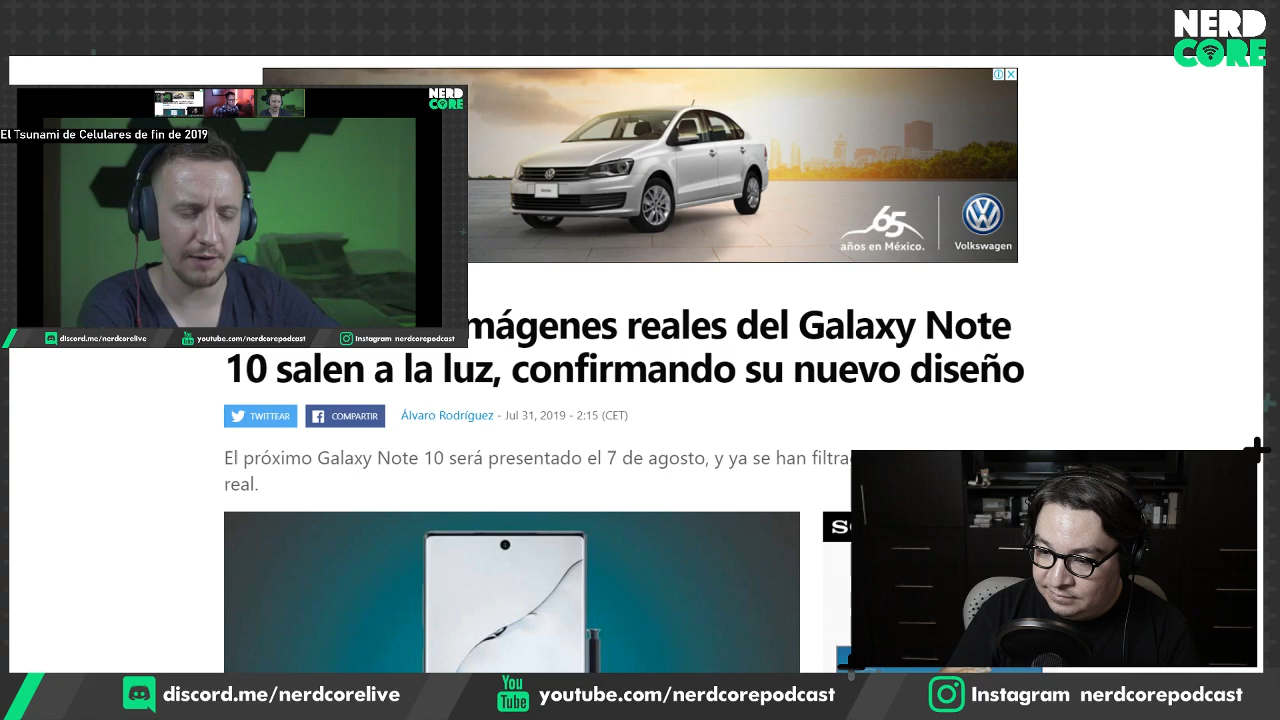 NERD
CORE
NERD
CORE
El Tsunami de Celulares de fin de 2019
discord.me/nerdcorelive
youtube.com/nerdcorepodcast
Instagram nerdcorepodcast
65
años en México.
Volkswagen
mágenes reales del Galaxy Note
10 salen a la luz, confirmando su nuevo diseño
TWITTEAR
COMPARTIR
Álvaro Rodríguez - Jul 31, 2019 - 2:15 (CET)
El próximo Galaxy Note 10 será presentado el 7 de agosto, y ya se han filtra
real.
discord.me/nerdcorelive
You
Tube
youtube.com/nerdcorepodcast
Instagram nerdcorepodcast